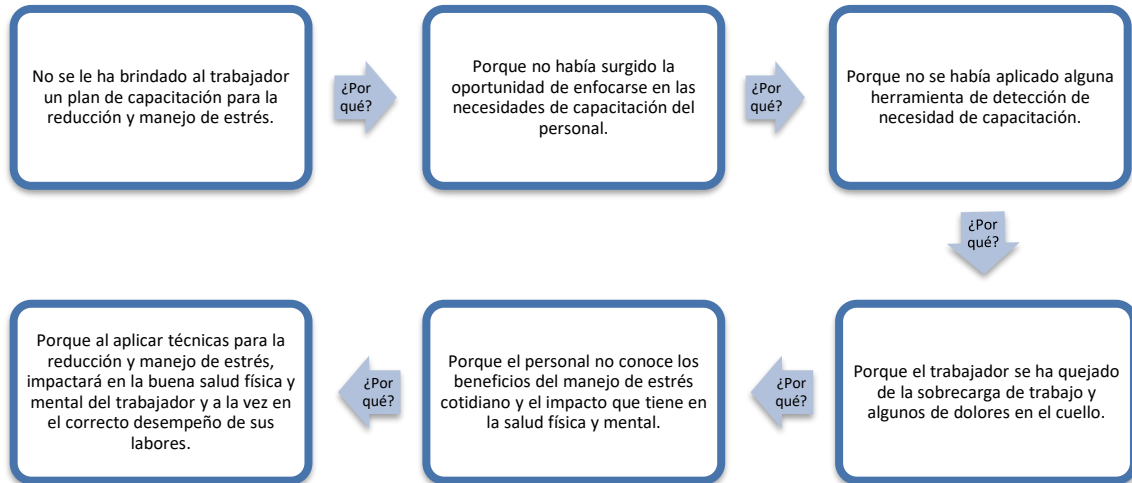 No se le ha brindado al trabajador
un plan de capacitación para la
reducción y manejo de estrés.
¿Por
qué?
Porque no había surgido la
oportunidad de enfocarse en las
necesidades de capacitación del
personal.
¿Por
qué?
Porque no se había aplicado alguna
herramienta de detección de
necesidad de capacitación.
¿Por
qué?
Porque el trabajador se ha quejado
de la sobrecarga de trabajo y
algunos de dolores en el cuello.
¿Por
qué?
Porque el personal no conoce los
beneficios del manejo de estrés
cotidiano y el impacto que tiene en
la salud física y mental.
¿Por
qué?
Porque al aplicar técnicas para la
reducción y manejo de estrés,
impactará en la buena salud física y
mental del trabajador y a la vez en
el correcto desempeño de sus
labores.